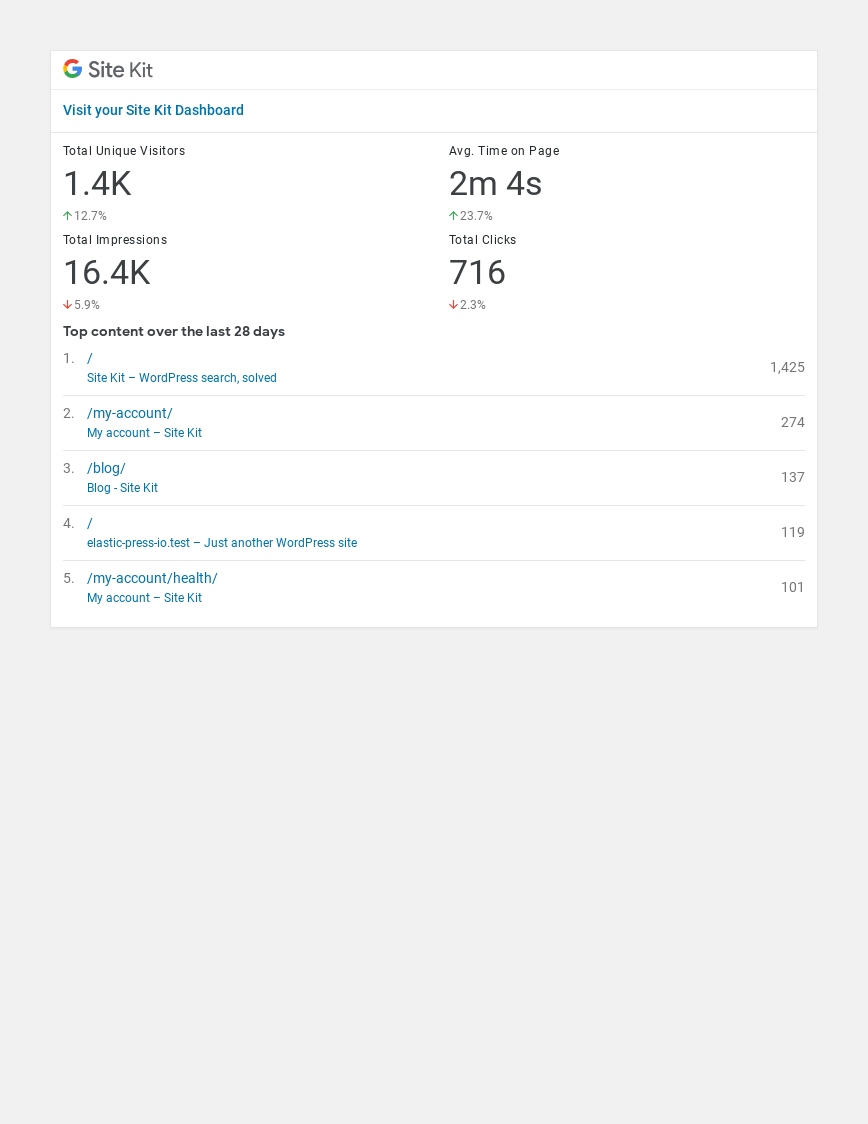 Site Kit
Visit your Site Kit Dashboard
Total Unique Visitors
1.4K
12.7%
Avg. Time on Page
2m 4s
23.7%
Total Impressions
16.4K
5.9%
Total Clicks
716
2.3%
Top content over the last 28 days
1. / 1,425
Site Kit – WordPress search, solved
2. /my-account/ 274
My account – Site Kit
3. /blog/ 137
Blog - Site Kit
4. / 119
elastic-press-io.test – Just another WordPress site
5. /my-account/health/ 101
My account – Site Kit